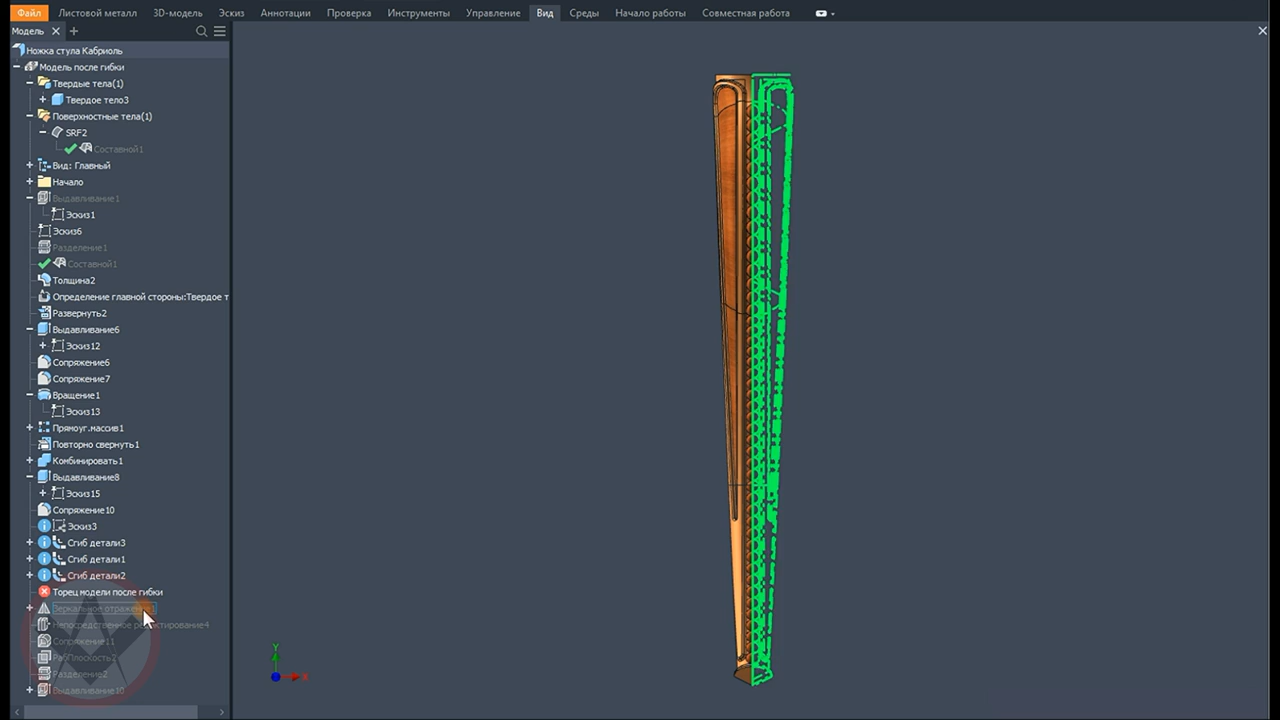 Файл Листовой металл 3D-модель Эскиз Аннотации Проверка Инструменты Управление Вид Среды Начало работы Совместная работа
Модель
Ножка стула Кабриоль
Модель после гибки
Твердые тела(1)
Твердое тело3
Поверхностные тела(1)
SRF2
Составной1
Вид: Главный
Начало
Выдавливание1
Эскиз1
Эскиз6
Разделение1
Составной1
Толщина2
Определение главной стороны:Твердое т
Развернуть2
Выдавливание6
Эскиз12
Сопряжение6
Сопряжение7
Вращение1
Эскиз13
Прямоуг.массив1
Повторно свернуть1
Комбинировать1
Выдавливание8
Эскиз15
Сопряжение10
Эскиз3
Сгиб детали3
Сгиб детали1
Сгиб детали2
Торец модели после гибки
Зеркальное отражение1
Непосредственное редактирование4
Сопряжение11
РабПлоскость2
Разделение2
Выдавливание10
Y
X